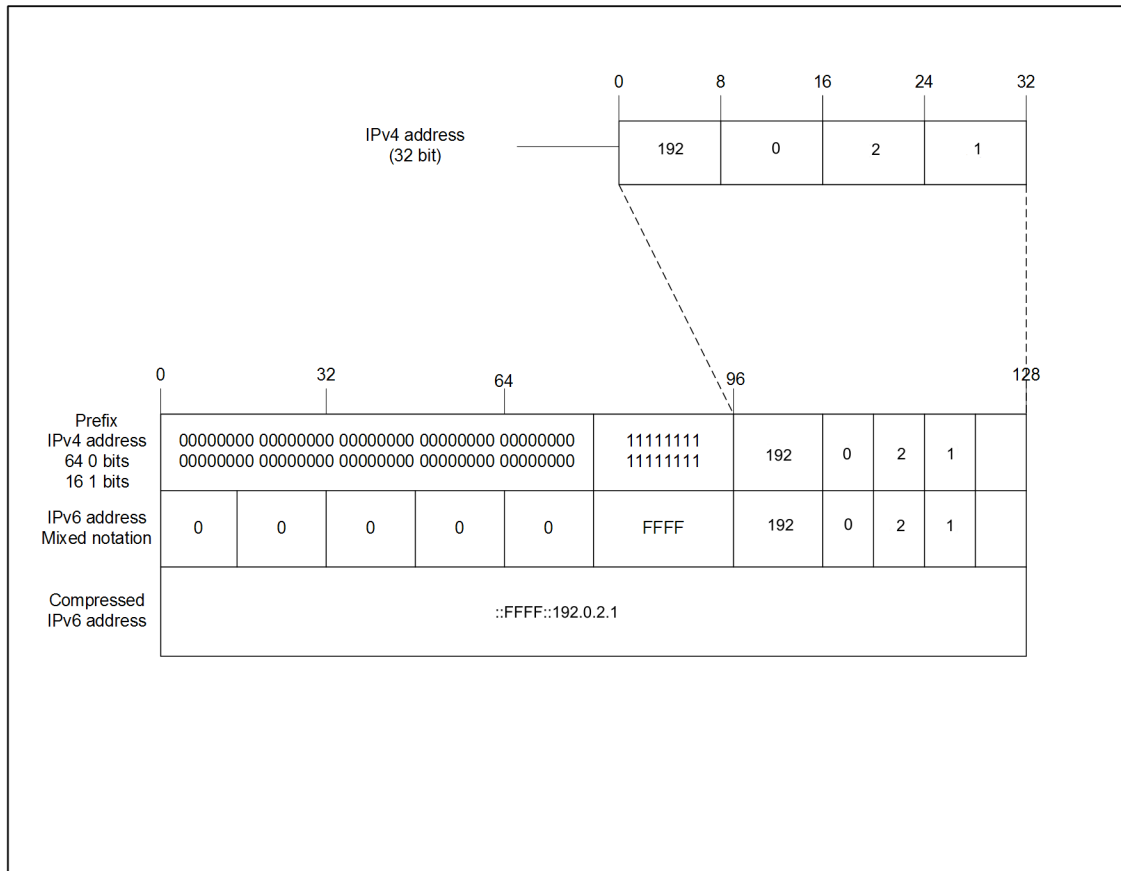 0 8 16 24 32
IPv4 address
(32 bit)
192 0 2 1
0 32 64 96 128
Prefix
IPv4 address
64 0 bits
16 1 bits
00000000 00000000 00000000 00000000 00000000
00000000 00000000 00000000 00000000 00000000
11111111
11111111
192 0 2 1
IPv6 address
Mixed notation
0 0 0 0 0 FFFF 192 0 2 1
Compressed
IPv6 address
::FFFF::192.0.2.1